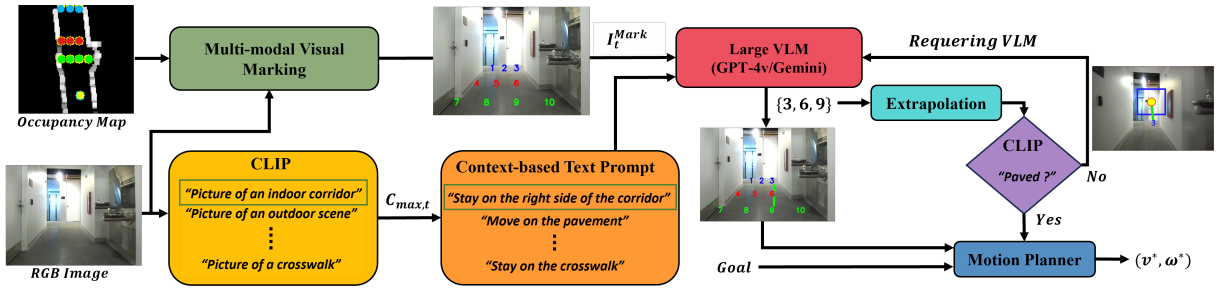 Occupancy Map
RGB Image
Multi-modal Visual
Marking
CLIP
"Picture of an indoor corridor"
"Picture of an outdoor scene"
"Picture of a crosswalk"
C_{max,t}
1 2 3
4 5 6
7 8 9 10
Context-based Text Prompt
"Stay on the right side of the corridor"
"Move on the pavement"
"Stay on the crosswalk"
I_t^{Mark}
Large VLM
(GPT-4v/Gemini)
{3, 6, 9}
1 2 3
4 5 6
7 8 9 10
Goal
Requering VLM
Extrapolation
3
CLIP
"Paved ?"
No
Yes
Motion Planner
(v*, ω*)